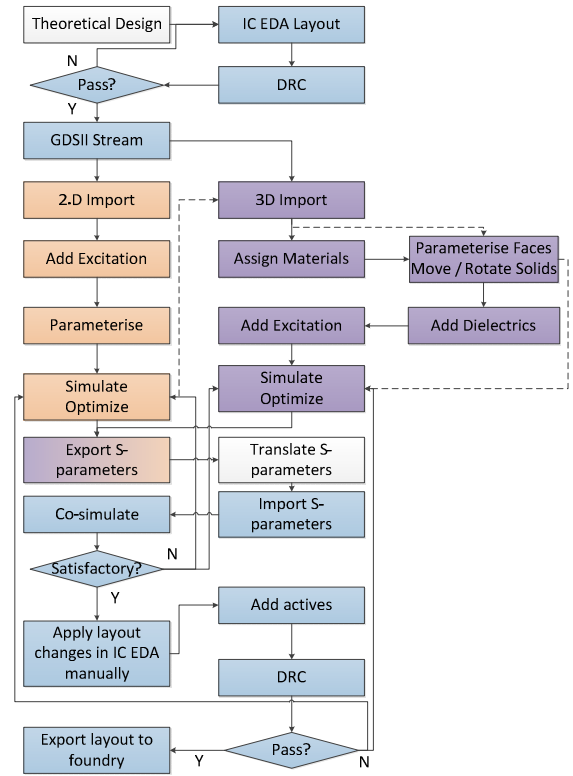 Theoretical Design
IC EDA Layout
N
Pass?
DRC
Y
GDSII Stream
2.D Import
3D Import
Add Excitation
Assign Materials
Parameterise Faces
Move / Rotate Solids
Parameterise
Add Excitation
Add Dielectrics
Simulate
Optimize
Simulate
Optimize
Export S-
parameters
Translate S-
parameters
Co-simulate
Import S-
parameters
N
Satisfactory?
Y
Add actives
Apply layout
changes in IC EDA
manually
DRC
Export layout to
foundry
Y
Pass?
N